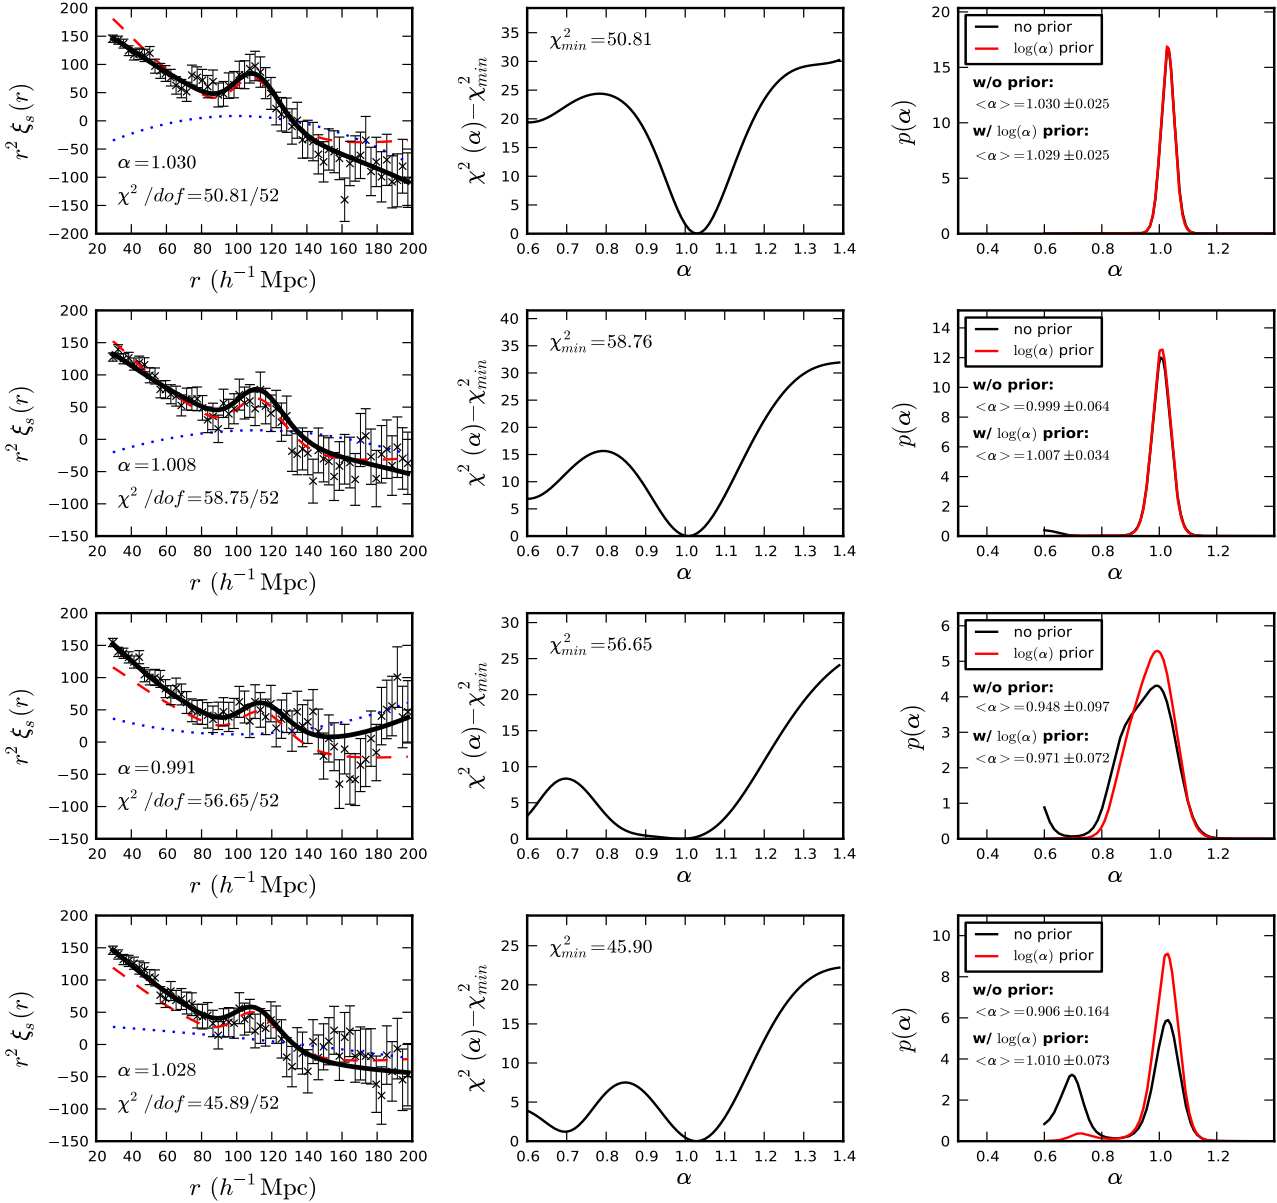 200
150
100
50
0
−50
−100
−150
−200
r² ξₛ(r)
α=1.030
χ² /dof=50.81/52
20 40 60 80 100 120 140 160 180 200
r (h⁻¹ Mpc)
35
30
25
20
15
10
5
0
χ² (α)−χ²min
χ²min=50.81
0.6 0.7 0.8 0.9 1.0 1.1 1.2 1.3 1.4
α
20
15
10
5
0
p(α)
no prior
log(α) prior
w/o prior:
<α>=1.030±0.025
w/ log(α) prior:
<α>=1.029±0.025
0.4 0.6 0.8 1.0 1.2
α
200
150
100
50
0
−50
−100
−150
r² ξₛ(r)
α=1.008
χ² /dof=58.75/52
20 40 60 80 100 120 140 160 180 200
r (h⁻¹ Mpc)
40
35
30
25
20
15
10
5
0
χ² (α)−χ²min
χ²min=58.76
0.6 0.7 0.8 0.9 1.0 1.1 1.2 1.3 1.4
α
14
12
10
8
6
4
2
0
p(α)
no prior
log(α) prior
w/o prior:
<α>=0.999±0.064
w/ log(α) prior:
<α>=1.007±0.034
0.4 0.6 0.8 1.0 1.2
α
200
150
100
50
0
−50
−100
−150
r² ξₛ(r)
α=0.991
χ² /dof=56.65/52
20 40 60 80 100 120 140 160 180 200
r (h⁻¹ Mpc)
30
25
20
15
10
5
0
χ² (α)−χ²min
χ²min=56.65
0.6 0.7 0.8 0.9 1.0 1.1 1.2 1.3 1.4
α
6
5
4
3
2
1
0
p(α)
no prior
log(α) prior
w/o prior:
<α>=0.948±0.097
w/ log(α) prior:
<α>=0.971±0.072
0.4 0.6 0.8 1.0 1.2
α
200
150
100
50
0
−50
−100
−150
r² ξₛ(r)
α=1.028
χ² /dof=45.89/52
20 40 60 80 100 120 140 160 180 200
r (h⁻¹ Mpc)
25
20
15
10
5
0
χ² (α)−χ²min
χ²min=45.90
0.6 0.7 0.8 0.9 1.0 1.1 1.2 1.3 1.4
α
10
8
6
4
2
0
p(α)
no prior
log(α) prior
w/o prior:
<α>=0.906±0.164
w/ log(α) prior:
<α>=1.010±0.073
0.4 0.6 0.8 1.0 1.2
α